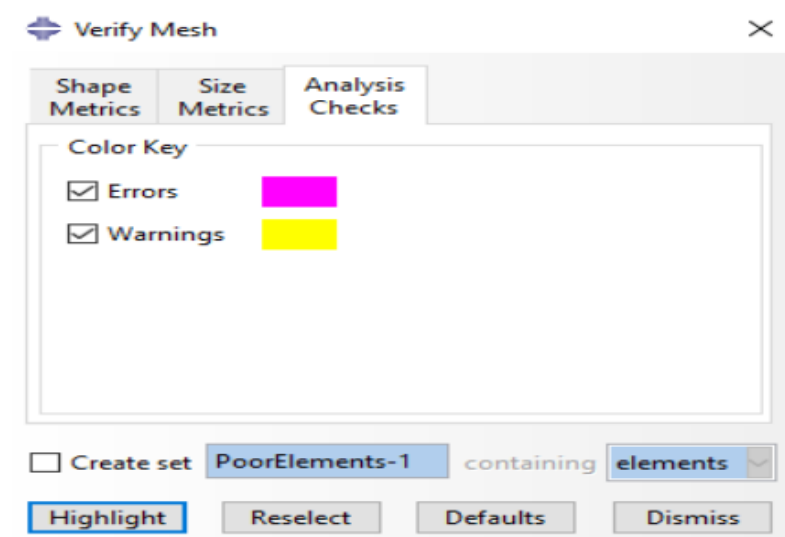 Verify Mesh
Shape Metrics
Size Metrics
Analysis Checks
Color Key
Errors
Warnings
Create set PoorElements-1 containing elements
Highlight Reselect Defaults Dismiss